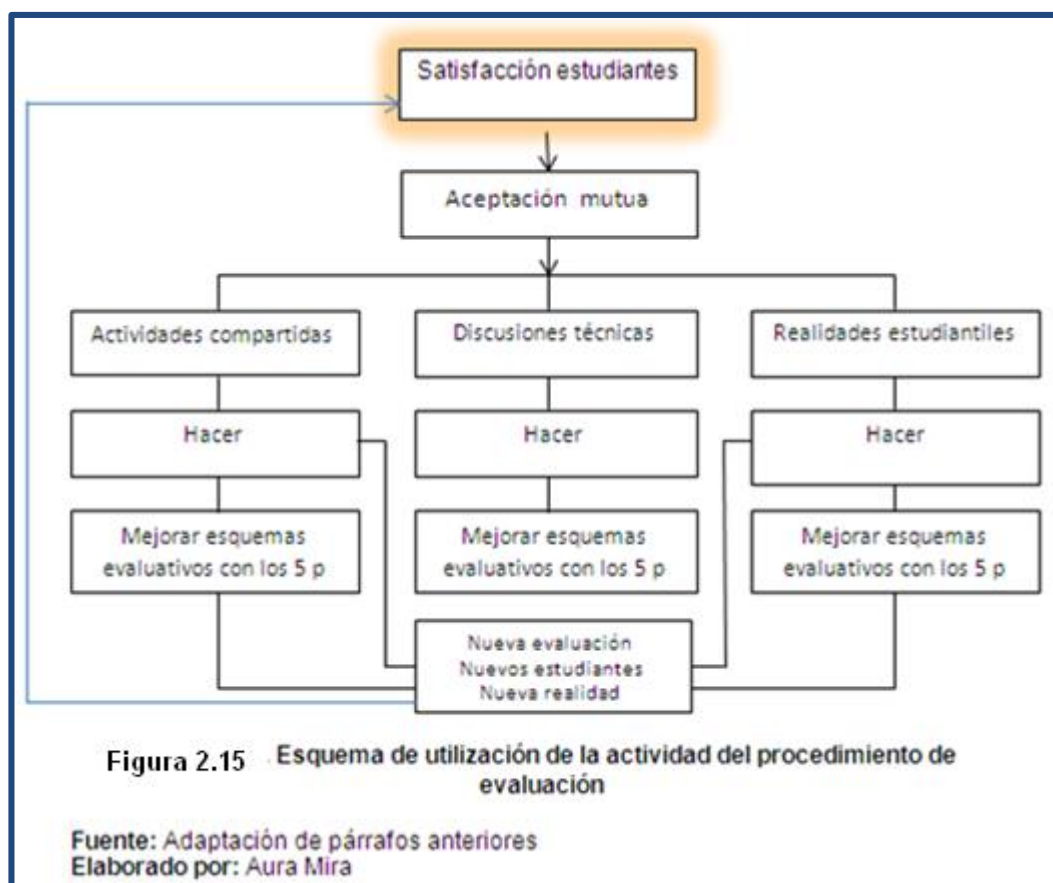 Satisfacción estudiantes
Aceptación mutua
Actividades compartidas
Discusiones técnicas
Realidades estudiantiles
Hacer
Hacer
Hacer
Mejorar esquemas
evaluativos con los 5 p
Mejorar esquemas
evaluativos con los 5 p
Mejorar esquemas
evaluativos con los 5 p
Nueva evaluación
Nuevos estudiantes
Nueva realidad
Figura 2.15 . Esquema de utilización de la actividad del procedimiento de
evaluación
Fuente: Adaptación de párrafos anteriores
Elaborado por: Aura Mira